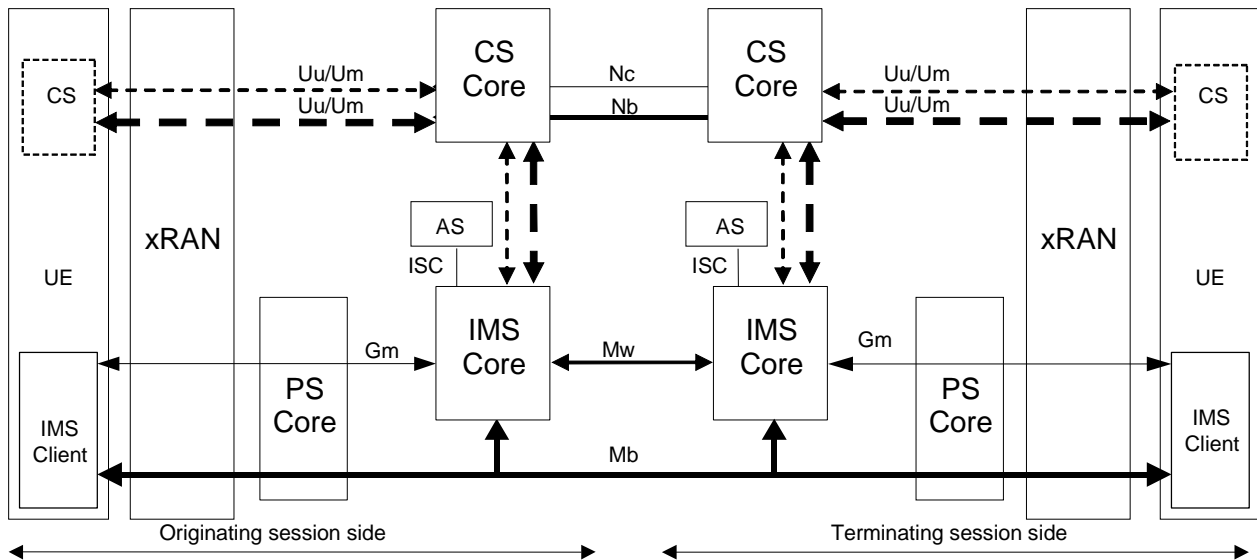 CS
Core
CS
Core
CS
Uu/Um
Nc
Uu/Um
CS
Uu/Um
Nb
Uu/Um
AS
AS
xRAN
xRAN
ISC
ISC
UE
UE
IMS
Core
IMS
Core
Gm
Mw
Gm
PS
Core
PS
Core
IMS
Client
IMS
Client
Mb
Originating session side
Terminating session side